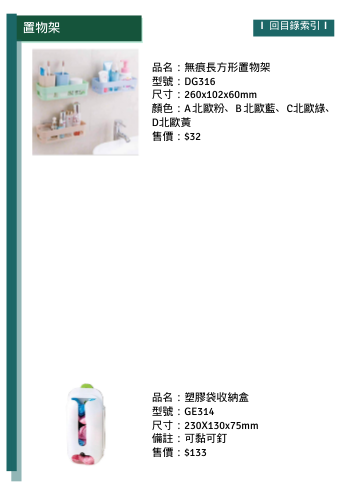 置物架
I 回目錄索引 I
品名：無痕長方形置物架
型號：DG316
尺寸：260x102x60mm
顏色：A北歐粉、B北歐藍、C北歐綠、
D北歐黃
售價：$32
品名：塑膠袋收納盒
型號：GE314
尺寸：230X130x75mm
備註：可黏可釘
售價：$133